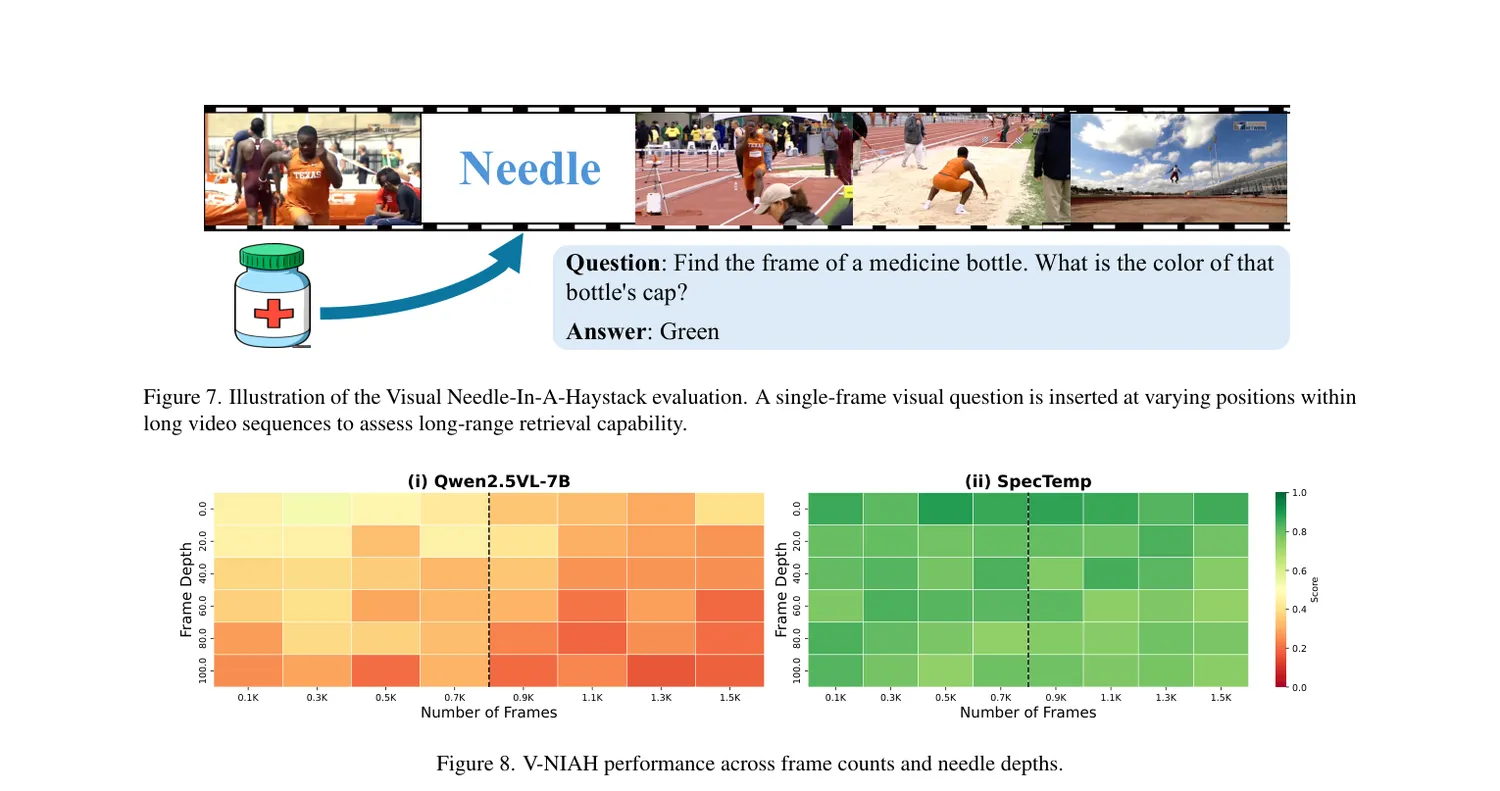 TEXAS
Needle
Question: Find the frame of a medicine bottle. What is the color of that
bottle's cap?
Answer: Green
Figure 7. Illustration of the Visual Needle-In-A-Haystack evaluation. A single-frame visual question is inserted at varying positions within
long video sequences to assess long-range retrieval capability.
(i) Qwen2.5VL-7B
Frame Depth
0.0
20.0
40.0
60.0
80.0
100.0
0.1K 0.3K 0.5K 0.7K 0.9K 1.1K 1.3K 1.5K
Number of Frames
(ii) SpecTemp
Frame Depth
0.0
20.0
40.0
60.0
80.0
100.0
0.1K 0.3K 0.5K 0.7K 0.9K 1.1K 1.3K 1.5K
Number of Frames
1.0
0.8
0.6
0.4
0.2
0.0
Score
Figure 8. V-NIAH performance across frame counts and needle depths.